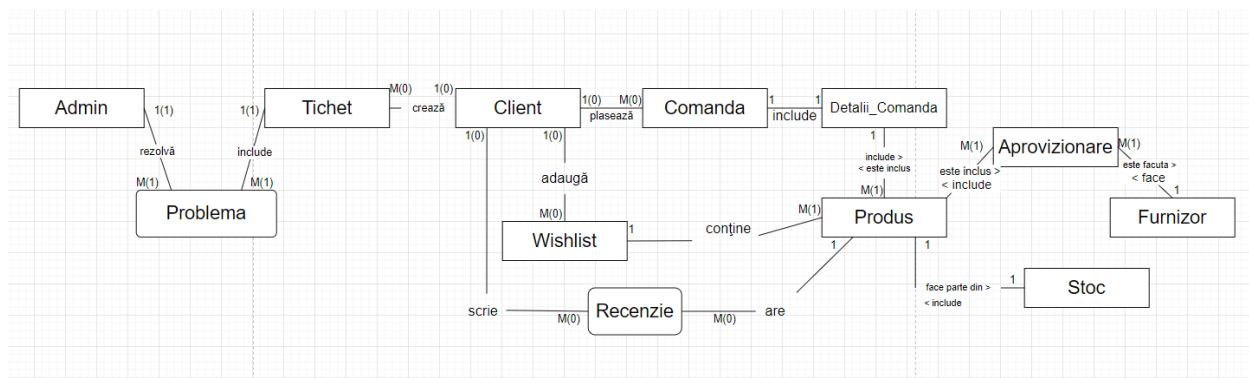 M(0) 1(0)
Admin
1(1)
1(1)
Tichet
crează
Client
1(0) M(0)
plasează
Comanda
1 1
include
Detalii_Comanda
rezolvă
include
1(0)
1(0)
1
M(1)
M(1)
Problema
adaugă
include >
< este inclus
M(1)
Aprovizionare
M(1)
este inclus >
< include
este facuta >
< face
M(0)
M(1)
M(1)
1
Wishlist
1
conține
Produs
Furnizor
1
1
face parte din >
< include
1
Stoc
scrie
M(0)
Recenzie
M(0)
are